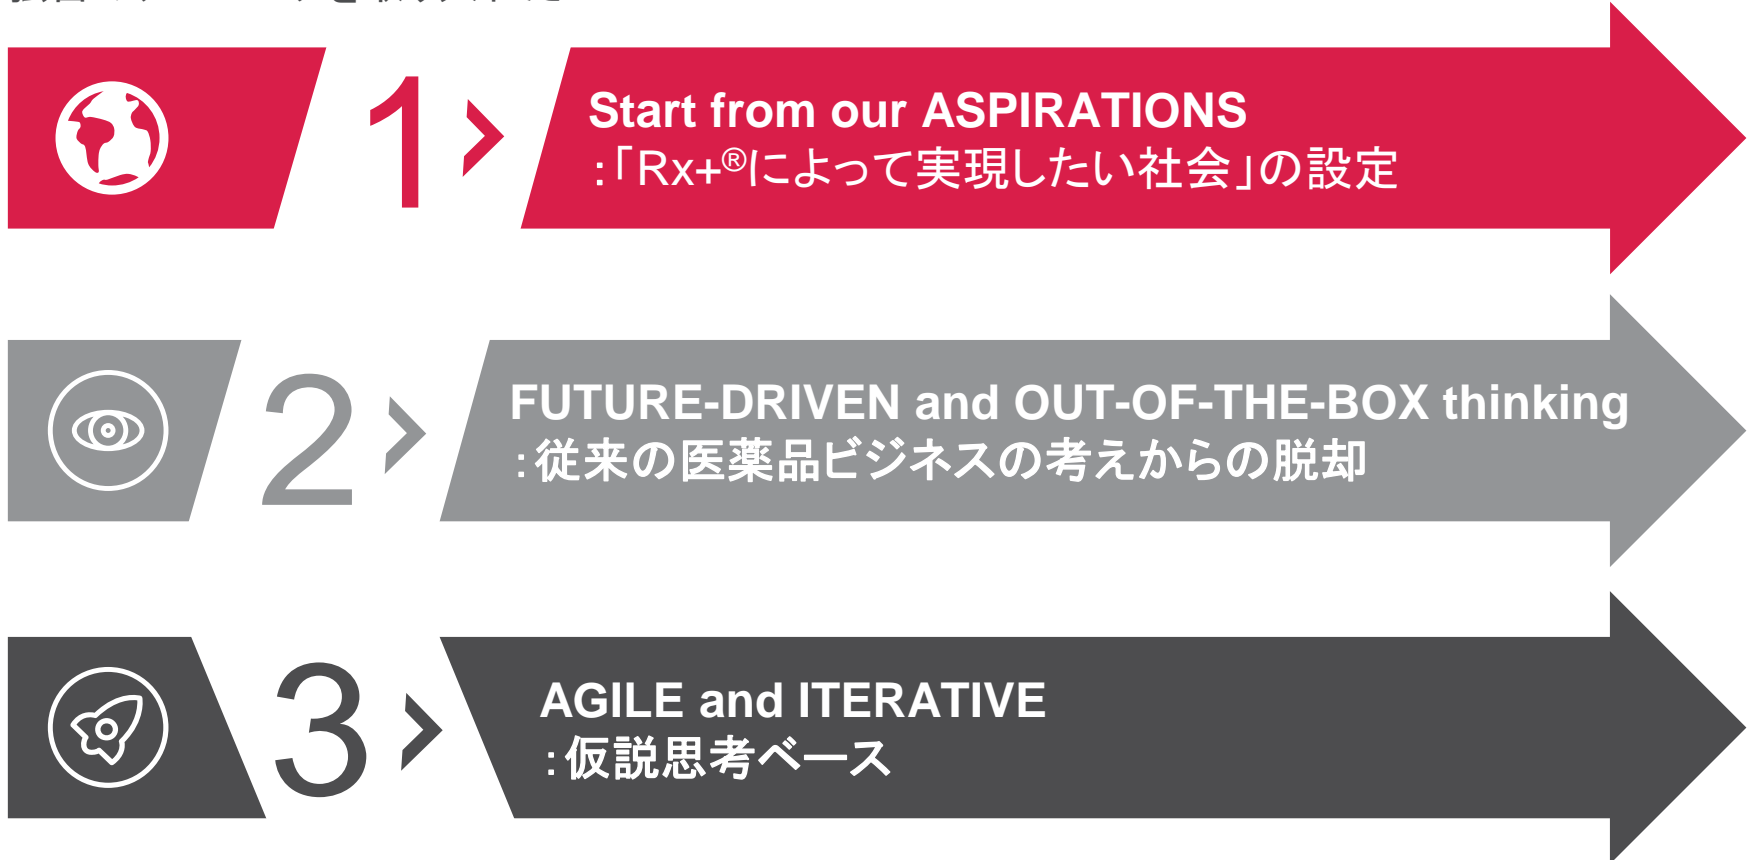 1
Start from our ASPIRATIONS
:「Rx+®によって実現したい社会」の設定
2
FUTURE-DRIVEN and OUT-OF-THE-BOX thinking
:従来の医薬品ビジネスの考えからの脱却
3
AGILE and ITERATIVE
:仮説思考ベース